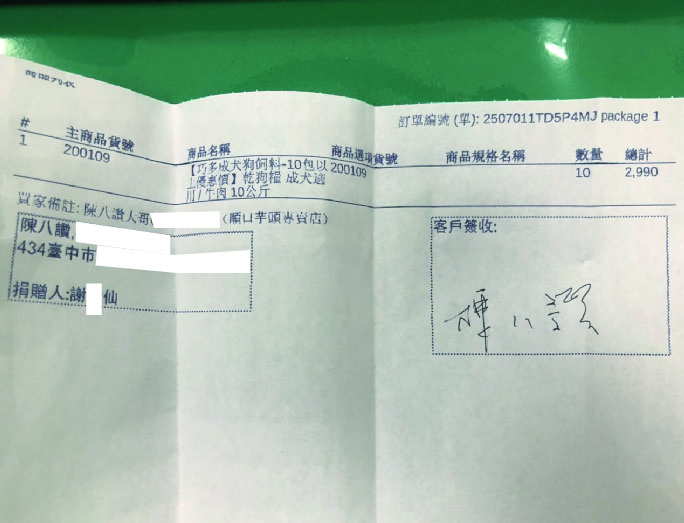 訂單編號 (單): 2507011TD5P4MJ package 1
# 主商品貨號 商品名稱 商品選項貨號 商品規格名稱 數量 總計
1 200109 【巧多成犬狗飼料-10包以 200109 10 2,990
上優惠價】乾狗糧 成犬適
用/牛肉 10公斤
買家備註: 陳八讚大哥 (順口芋頭專賣店)
陳八讚,
434臺中市
捐贈人:謝 仙
客戶簽收:
陳八讚